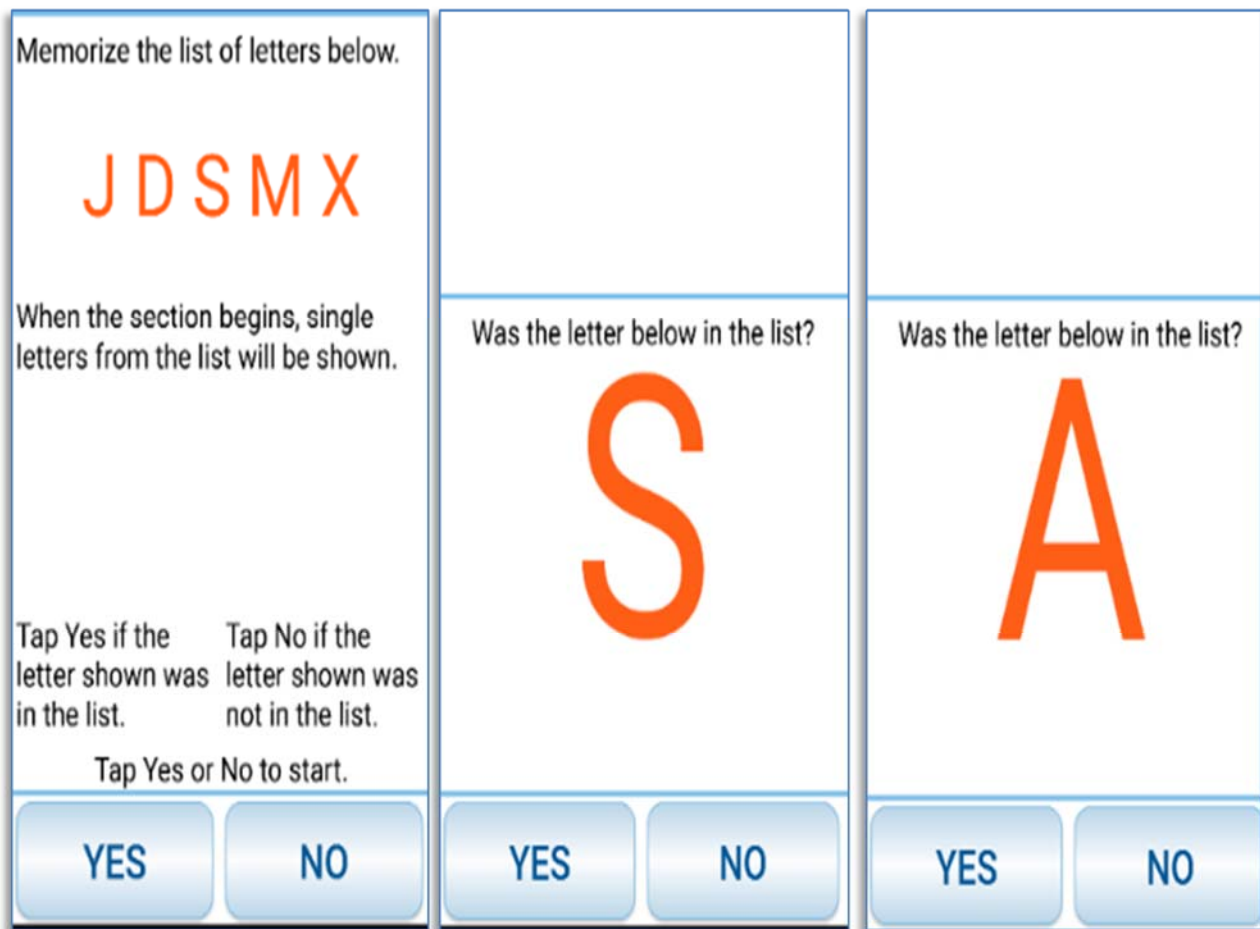 Memorize the list of letters below.
J D S M X
When the section begins, single
letters from the list will be shown.
Tap Yes if the
letter shown was
in the list.
Tap No if the
letter shown was
not in the list.
Tap Yes or No to start.
YES
NO
Was the letter below in the list?
S
YES
NO
Was the letter below in the list?
A
YES
NO